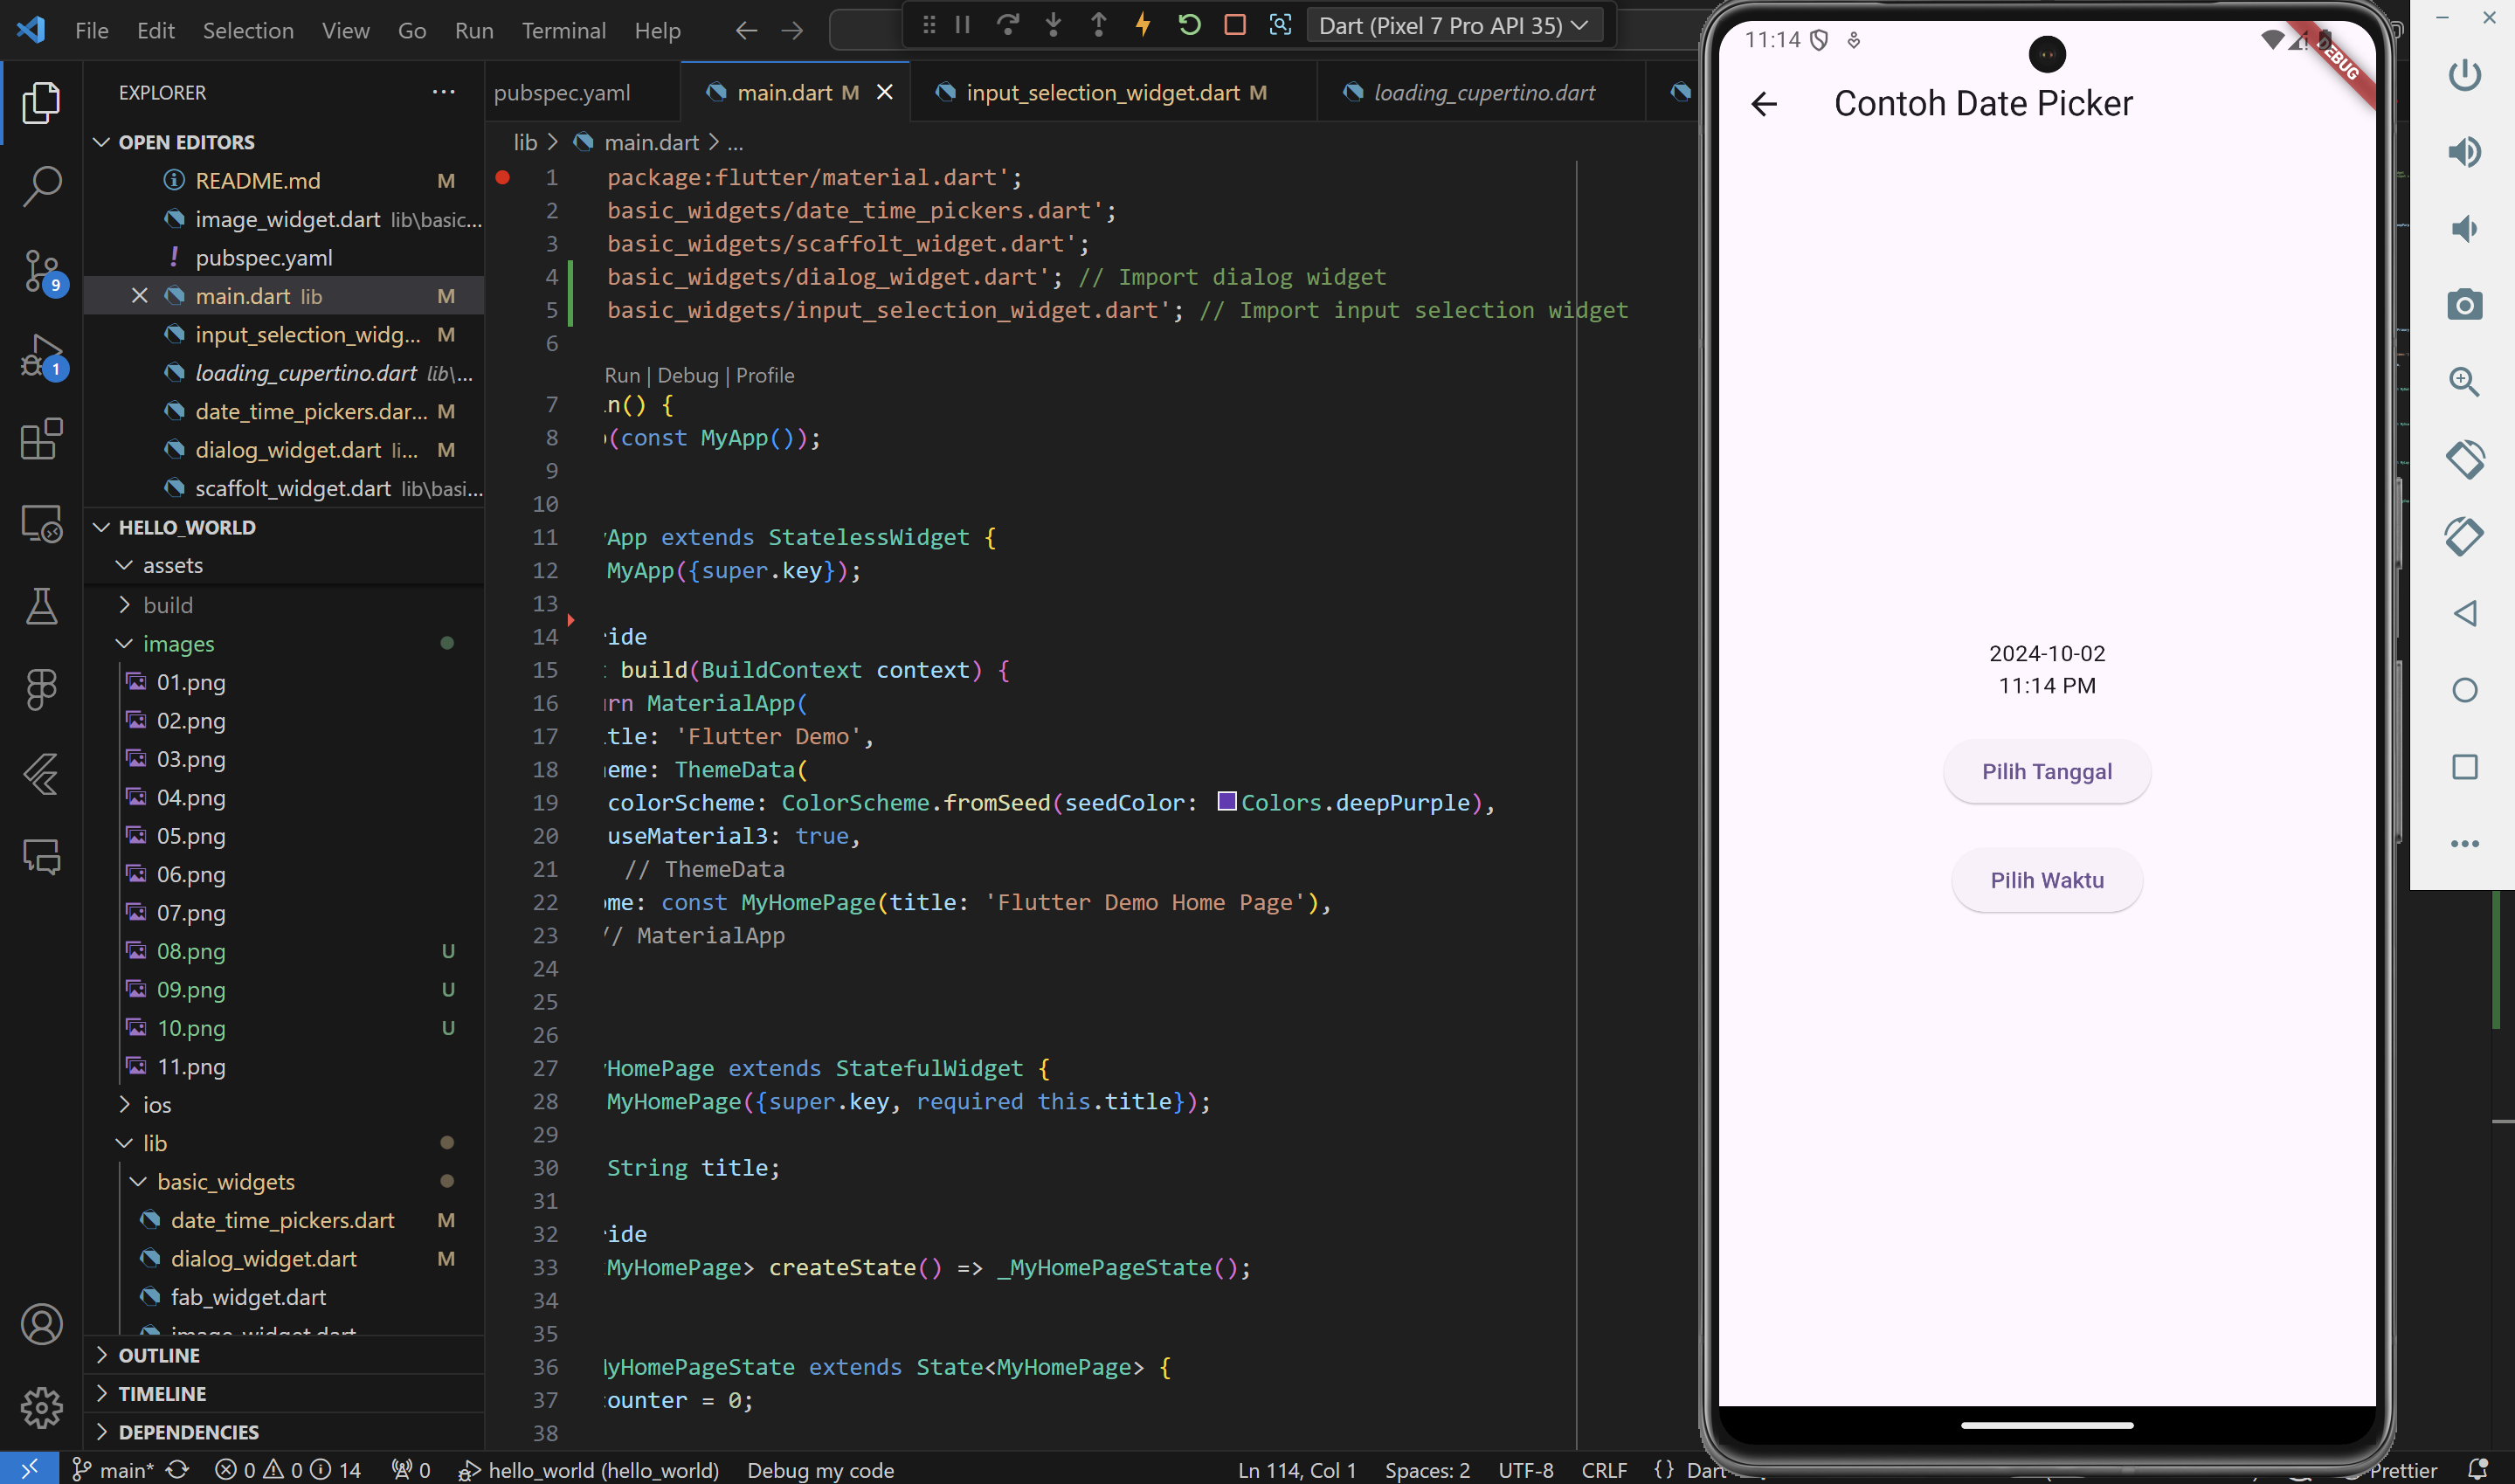 File Edit Selection View Go Run Terminal Help
Dart (Pixel 7 Pro API 35)
EXPLORER
OPEN EDITORS
README.md M
image_widget.dart lib\basic...
! pubspec.yaml
main.dart lib M
input_selection_widg... M
loading_cupertino.dart lib\...
date_time_pickers.dar... M
dialog_widget.dart li... M
scaffolt_widget.dart lib\basi...
HELLO_WORLD
assets
build
images
01.png
02.png
03.png
04.png
05.png
06.png
07.png
08.png U
09.png U
10.png U
11.png
ios
lib
basic_widgets
date_time_pickers.dart M
dialog_widget.dart M
fab_widget.dart
image_widget.dart
OUTLINE
TIMELINE
DEPENDENCIES
9
1
pubspec.yaml
main.dart M
input_selection_widget.dart M
loading_cupertino.dart
lib > main.dart > ...
1 package:flutter/material.dart';
2 basic_widgets/date_time_pickers.dart';
3 basic_widgets/scaffolt_widget.dart';
4 basic_widgets/dialog_widget.dart'; // Import dialog widget
5 basic_widgets/input_selection_widget.dart'; // Import input selection widget
6
Run | Debug | Profile
7 n() {
8 (const MyApp());
9
10
11 App extends StatelessWidget {
12 MyApp({super.key});
13
14 ride
15 build(BuildContext context) {
16 urn MaterialApp(
17 tle: 'Flutter Demo',
18 eme: ThemeData(
19 colorScheme: ColorScheme.fromSeed(seedColor: Colors.deepPurple),
20 useMaterial3: true,
21 // ThemeData
22 ome: const MyHomePage(title: 'Flutter Demo Home Page'),
23 // MaterialApp
24
25
26
27 yHomePage extends StatefulWidget {
28 MyHomePage({super.key, required this.title});
29
30 String title;
31
32 ride
33 MyHomePage> createState() => _MyHomePageState();
34
35
36 MyHomePageState extends State<MyHomePage> {
37 counter = 0;
38
11:14
DEBUG
Contoh Date Picker
2024-10-02
11:14 PM
Pilih Tanggal
Pilih Waktu
main* 0 0 14 0 hello_world (hello_world) Debug my code Ln 114, Col 1 Spaces: 2 UTF-8 CRLF {} Dart Prettier